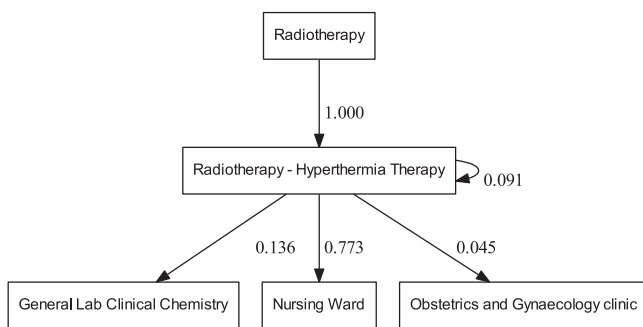 Radiotherapy
1.000
Radiotherapy - Hyperthermia Therapy
0.091
0.136
0.773
0.045
General Lab Clinical Chemistry
Nursing Ward
Obstetrics and Gynaecology clinic